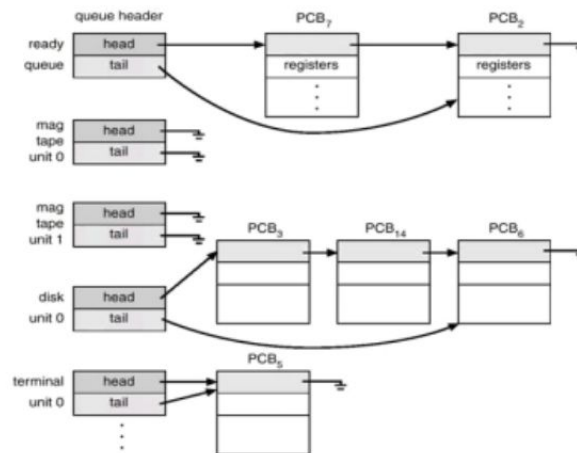 queue header
PCB7
PCB2
ready
queue
head
tail
registers
registers
mag
tape
unit 0
head
tail
mag
tape
unit 1
head
tail
PCB3
PCB14
PCB6
disk
unit 0
head
tail
PCB5
terminal
unit 0
head
tail